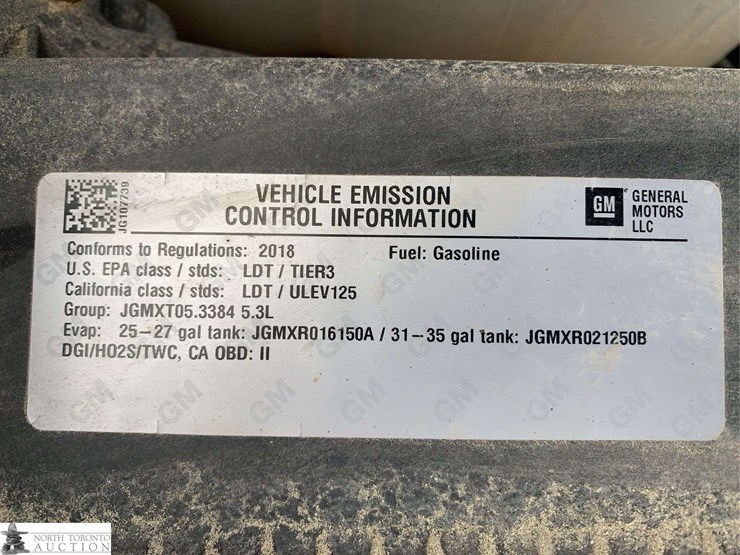 JG107739
VEHICLE EMISSION
CONTROL INFORMATION
GM
GENERAL
MOTORS
LLC
Conforms to Regulations: 2018 Fuel: Gasoline
U.S. EPA class / stds: LDT / TIER3
California class / stds: LDT / ULEV125
Group: JGMXT05.3384 5.3L
Evap: 25-27 gal tank: JGMXR016150A / 31-35 gal tank: JGMXR021250B
DGI/HO2S/TWC, CA OBD: II
NORTH TORONTO
AUCTION